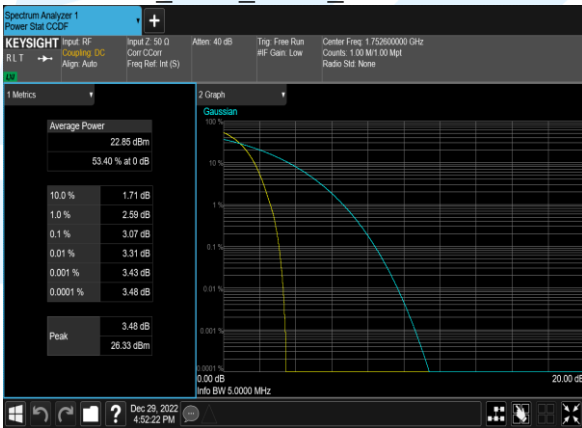 Spectrum Analyzer 1
Power Stat CCDF
+
KEYSIGHT
RLT
LM
Input: RF
Coupling: DC
Align: Auto
Input Z: 50 Ω
Corr CCorr
Freq Ref: Int (S)
Atten: 40 dB
Trig: Free Run
#IF Gain: Low
Center Freq: 1.752600000 GHz
Counts: 1.00 M/1.00 Mpt
Radio Std: None
1 Metrics
Average Power
22.85 dBm
53.40 % at 0 dB
10.0 % 1.71 dB
1.0 % 2.59 dB
0.1 % 3.07 dB
0.01 % 3.31 dB
0.001 % 3.43 dB
0.0001 % 3.48 dB
Peak 3.48 dB
26.33 dBm
2 Graph
Gaussian
100 %
10 %
1 %
0.1 %
0.01 %
0.001 %
0.0001 %
0.00 dB 20.00 dB
Info BW 5.0000 MHz
?
Dec 29, 2022
4:52:22 PM